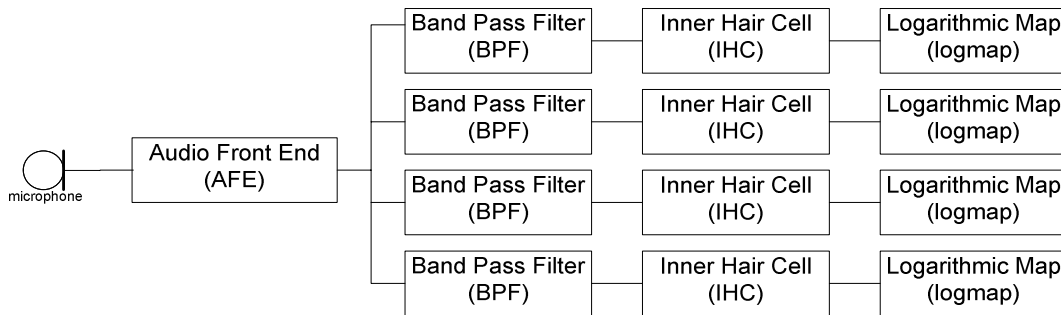 Band Pass Filter
(BPF)
Inner Hair Cell
(IHC)
Logarithmic Map
(logmap)
Band Pass Filter
(BPF)
Inner Hair Cell
(IHC)
Logarithmic Map
(logmap)
microphone
Audio Front End
(AFE)
Band Pass Filter
(BPF)
Inner Hair Cell
(IHC)
Logarithmic Map
(logmap)
Band Pass Filter
(BPF)
Inner Hair Cell
(IHC)
Logarithmic Map
(logmap)